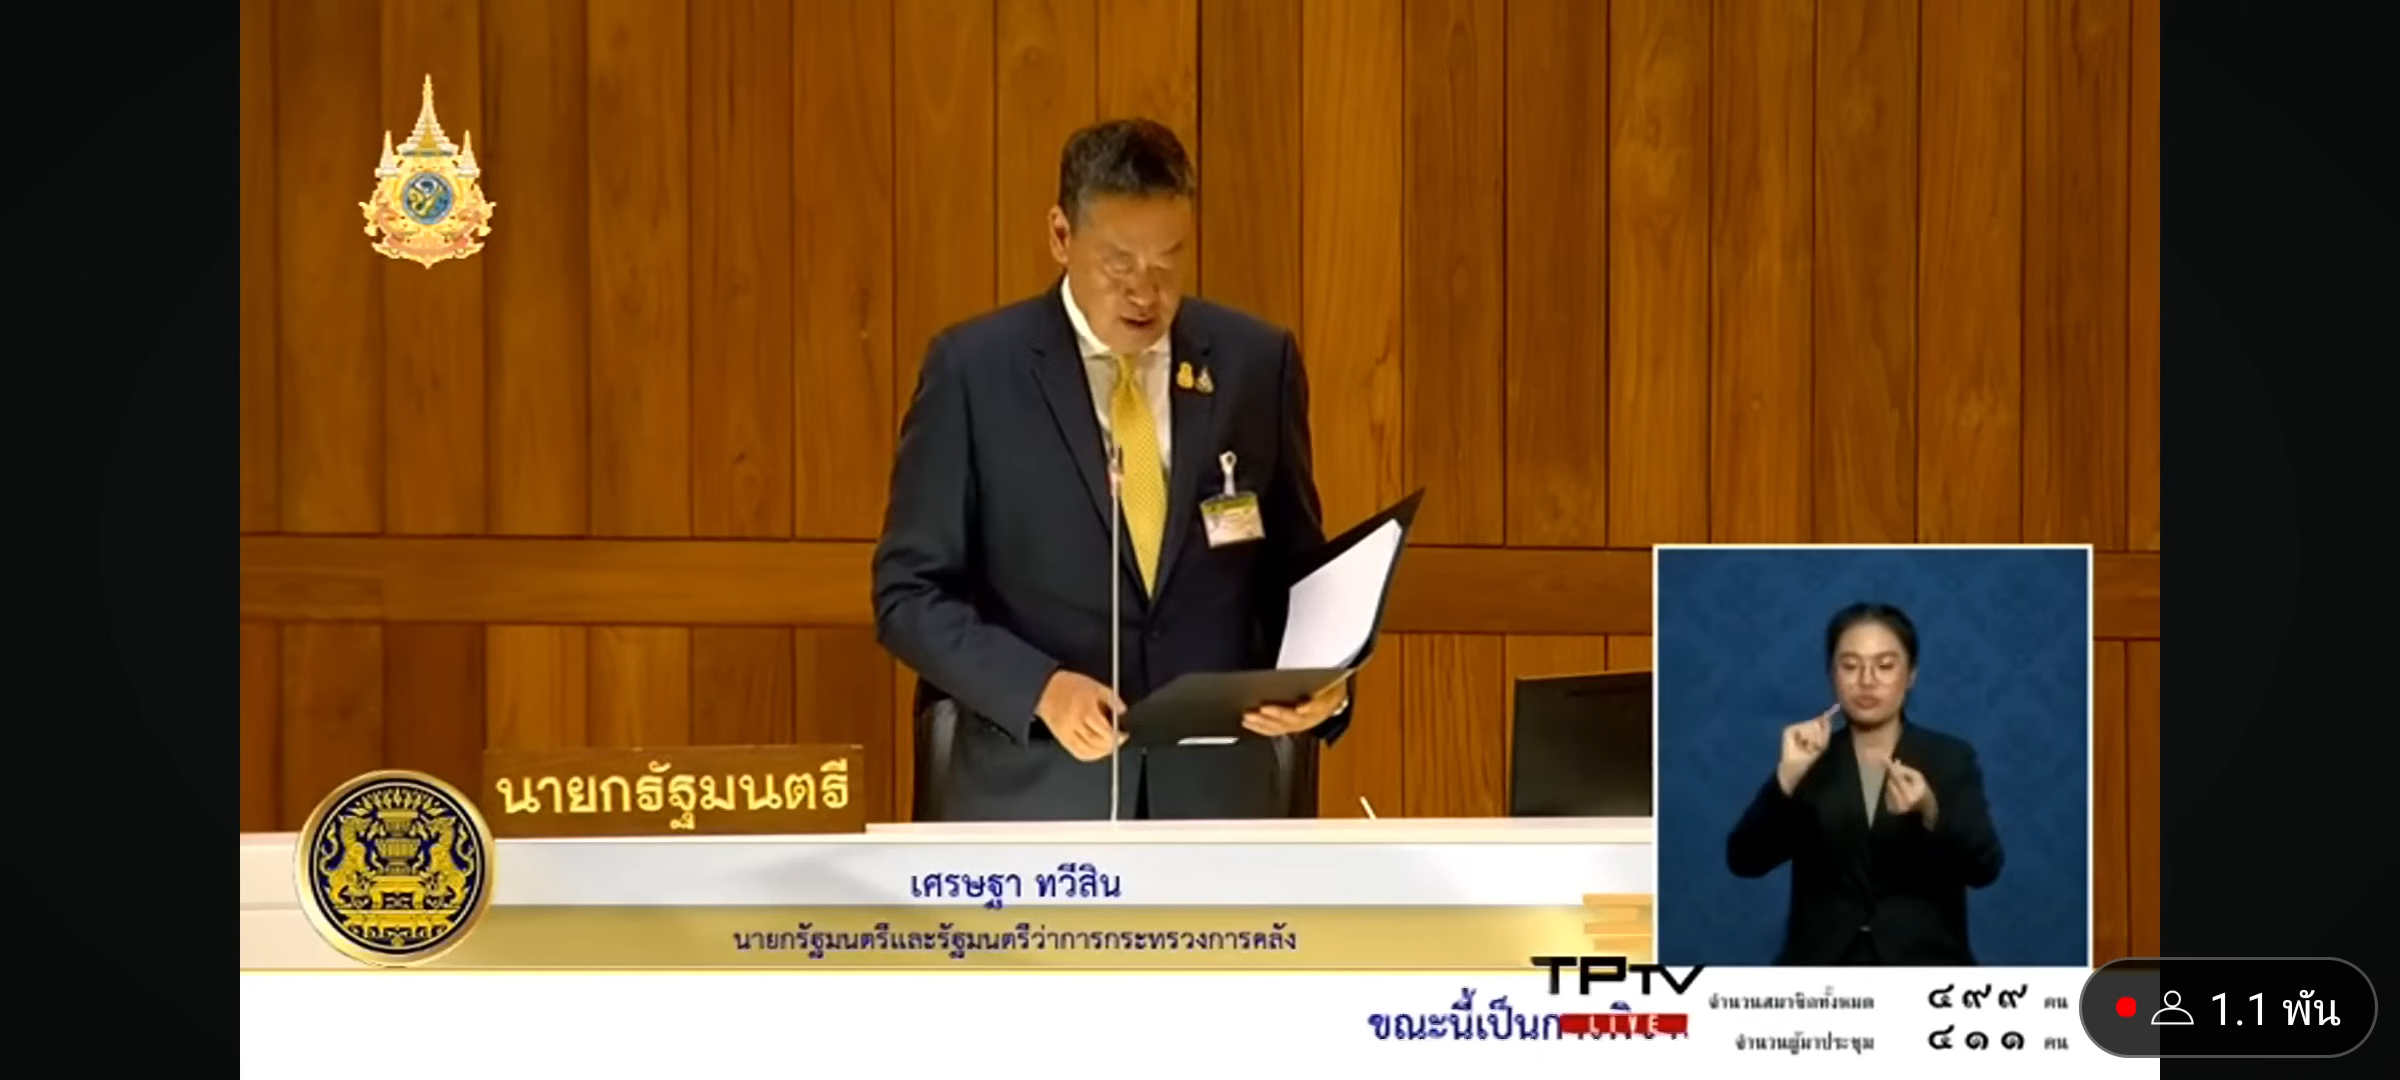 นายกรัฐมนตรี
เศรษฐา ทวีสิน
นายกรัฐมนตรีและรัฐมนตรีว่าการกระทรวงการคลัง
TPTV
LIVE
ขณะนี้เป็น
จำนวนสมาชิกทั้งหมด ๔๙๙ คน
จำนวนผู้มาประชุม ๔๑๑ คน
1.1 พัน